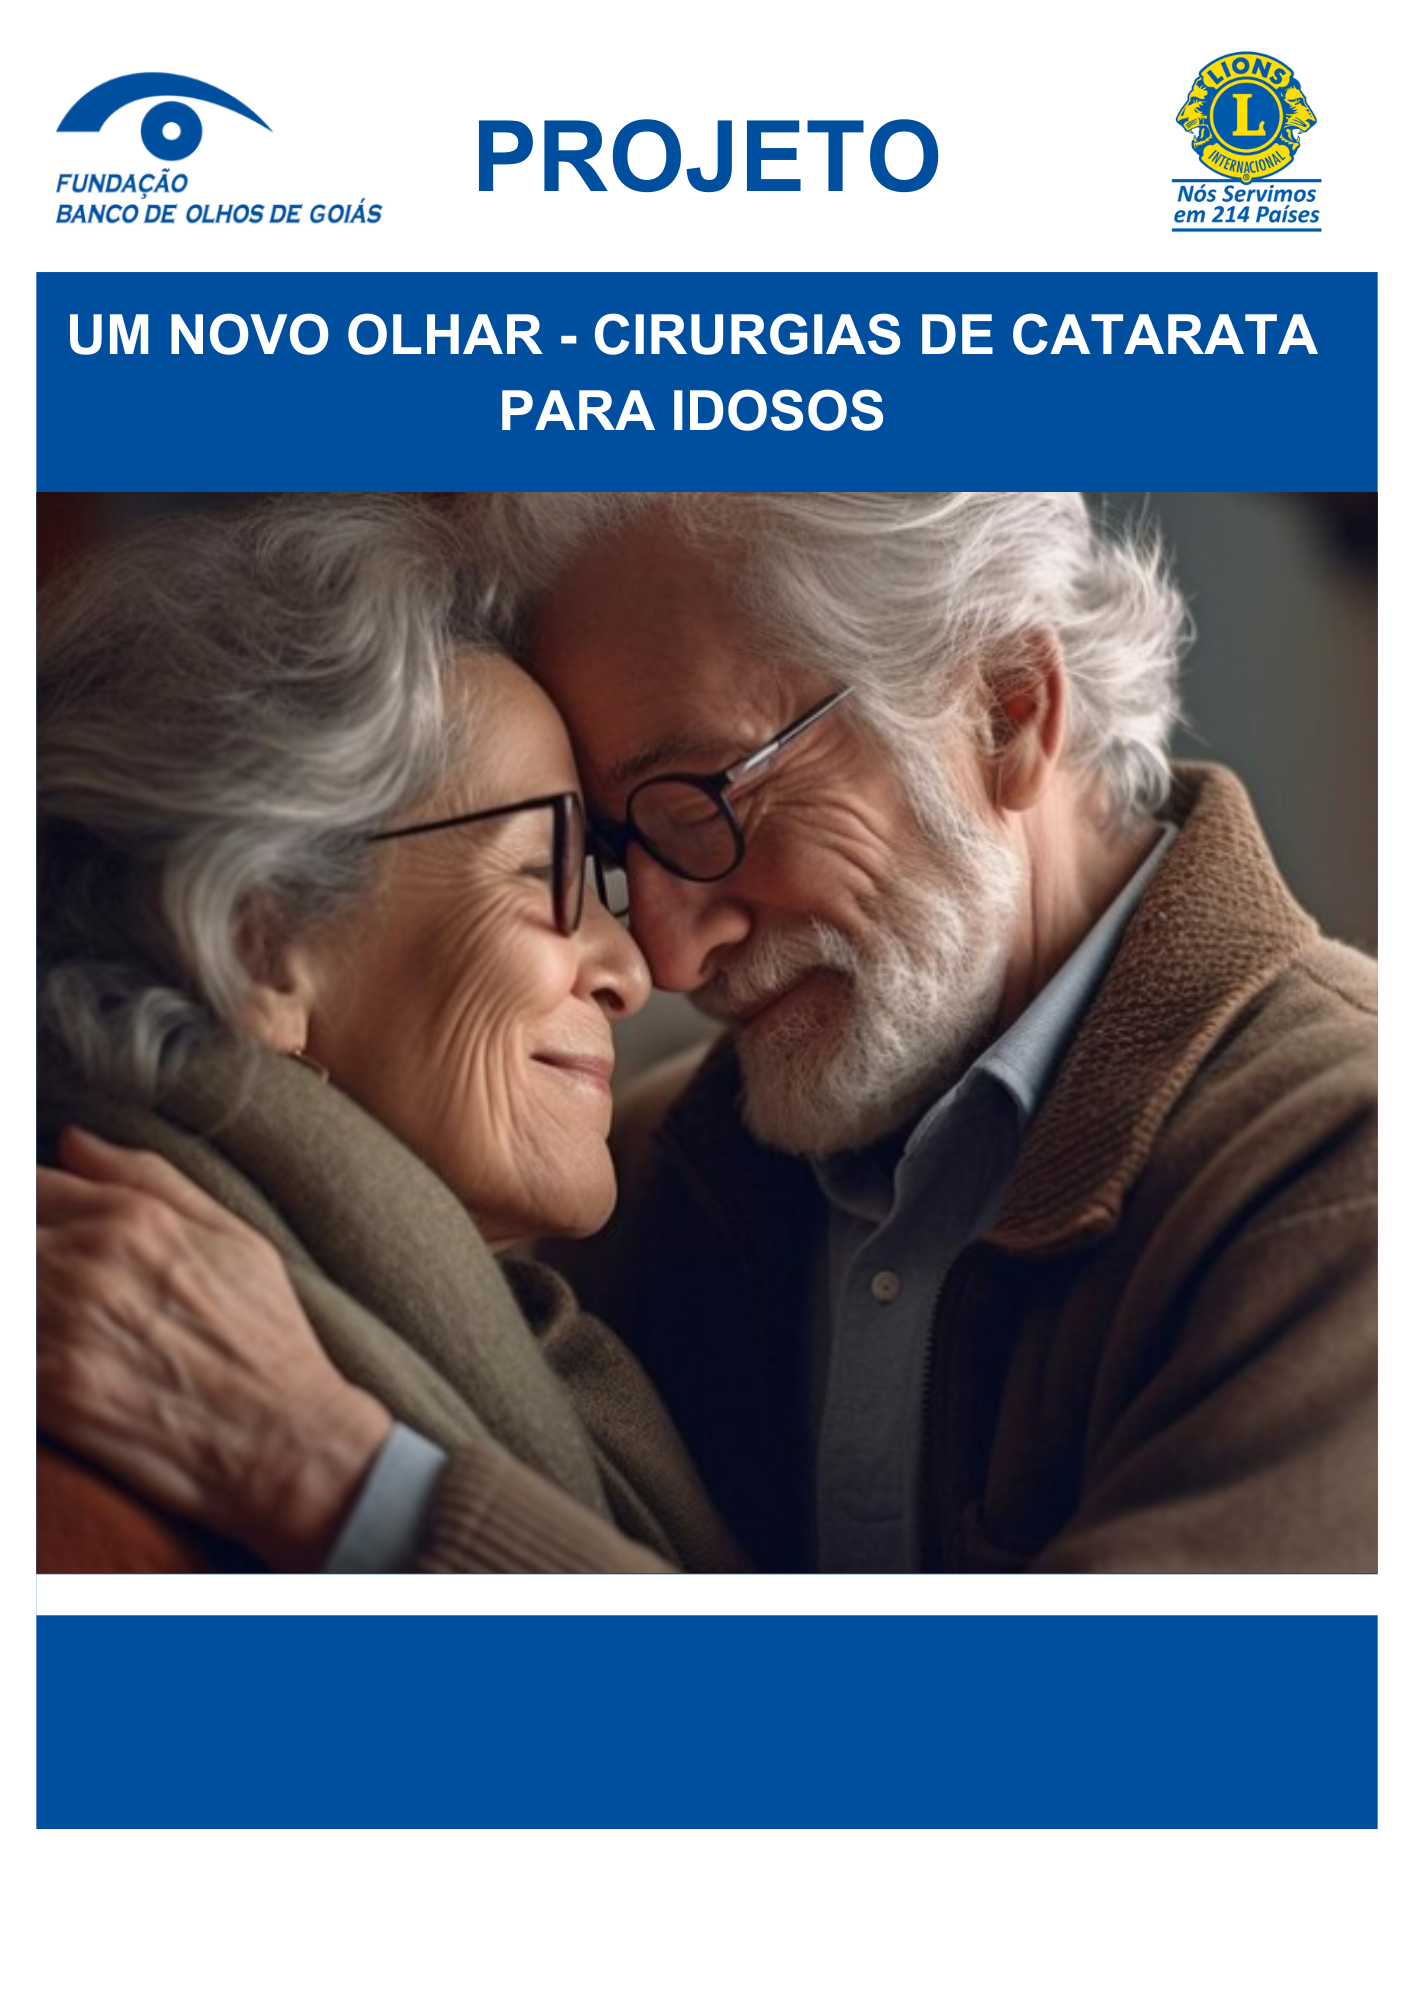 FUNDAÇÃO
BANCO DE OLHOS DE GOIÁS
PROJETO
LIONS
L
INTERNACIONAL
®
Nós Servimos
em 214 Países
UM NOVO OLHAR - CIRURGIAS DE CATARATA
PARA IDOSOS